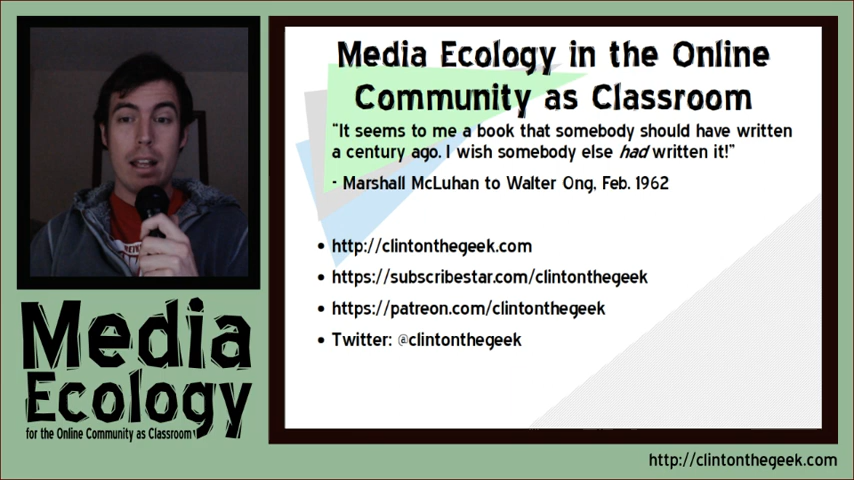 Media Ecology in the Online
Community as Classroom
"It seems to me a book that somebody should have written
a century ago. I wish somebody else had written it!"
- Marshall McLuhan to Walter Ong, Feb. 1962
• http://clintonthegeek.com
• https://subscribestar.com/clintonthegeek
• https://patreon.com/clintonthegeek
• Twitter: @clintonthegeek
Media
Ecology
for the Online Community as Classroom
http://clintonthegeek.com